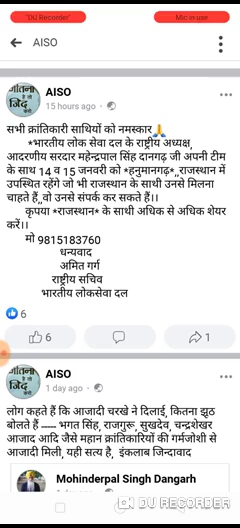 "DU Recorder"
Mic in use
AISO
जीतना
है तो
जिद
AISO
15 hours ago
सभी क्रांतिकारी साथियों को नमस्कार🙏
*भारतीय लोक सेवा दल के राष्ट्रीय अध्यक्ष,
आदरणीय सरदार महेन्द्रपाल सिंह दानगढ़ जी अपनी टीम
के साथ 14 व 15 जनवरी को *हनुमानगढ़*,,राजस्थान में
उपस्थित रहेंगे जो भी राजस्थान के साथी उनसे मिलना
चाहते हैं,,वो उनसे संपर्क कर सकते हैं।।
कृपया *राजस्थान* के साथी अधिक से अधिक शेयर
करें।।
मो 9815183760
धन्यवाद
अमित गर्ग
राष्ट्रीय सचिव
भारतीय लोकसेवा दल
6
6
1
जीतना
है तो
जिद
AISO
1 day ago
लोग कहते हैं कि आजादी चरखे ने दिलाई, कितना झूठ
बोलते हैं ----- भगत सिंह, राजगुरू, सुखदेव, चन्द्रशेखर
आजाद आदि जैसे महान क्रांतिकारियों की गर्मजोशी से
आजादी मिली, यही सत्य है, इंकलाब जिन्दावाद
Mohinderpal Singh Dangarh
DU RECORDER